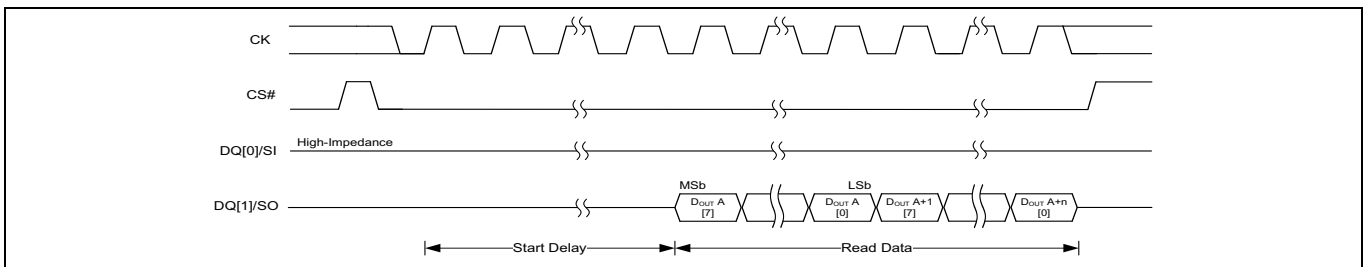 CK
CS#
DQ[0]/SI
High-Impedance
DQ[1]/SO
MSb
LSb
DOUT A
[7]
DOUT A
[0]
DOUT A+1
[7]
DOUT A+n
[0]
Start Delay
Read Data